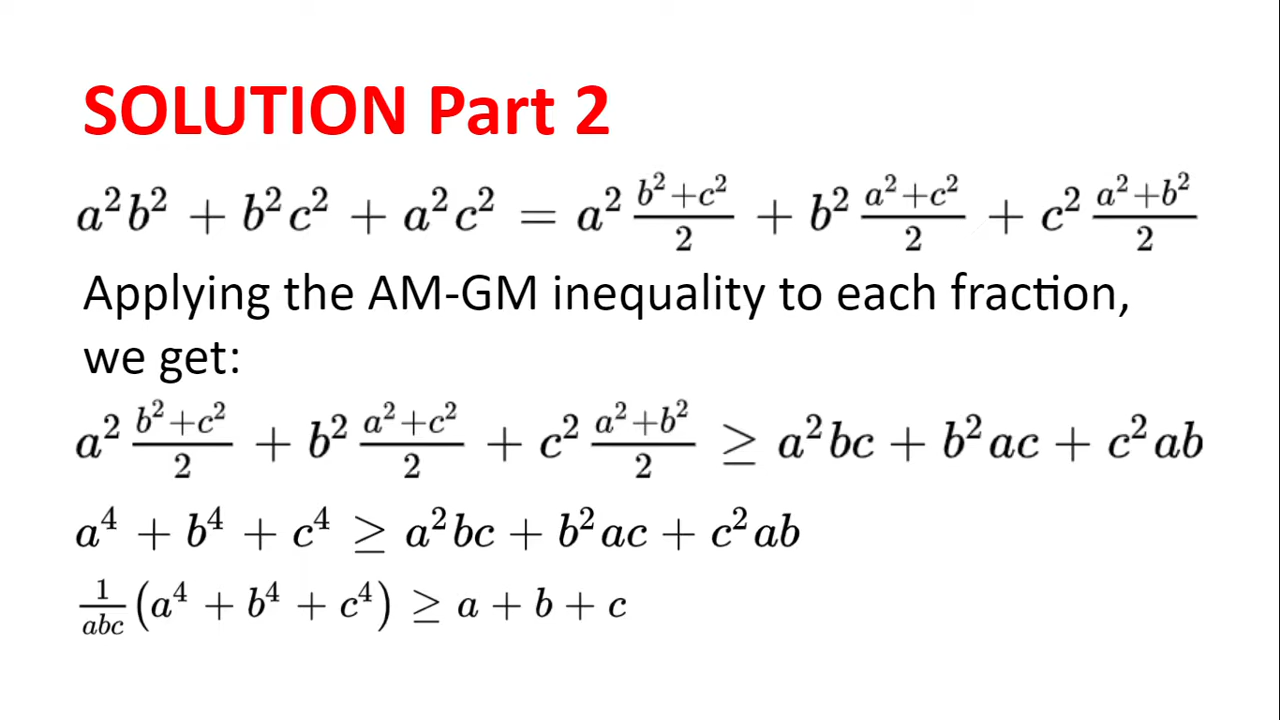 SOLUTION Part 2
a²b² + b²c² + a²c² = a² (b²+c²)/2 + b² (a²+c²)/2 + c² (a²+b²)/2
Applying the AM-GM inequality to each fraction,
we get:
a² (b²+c²)/2 + b² (a²+c²)/2 + c² (a²+b²)/2 ≥ a²bc + b²ac + c²ab
a⁴ + b⁴ + c⁴ ≥ a²bc + b²ac + c²ab
1/abc (a⁴ + b⁴ + c⁴) ≥ a + b + c